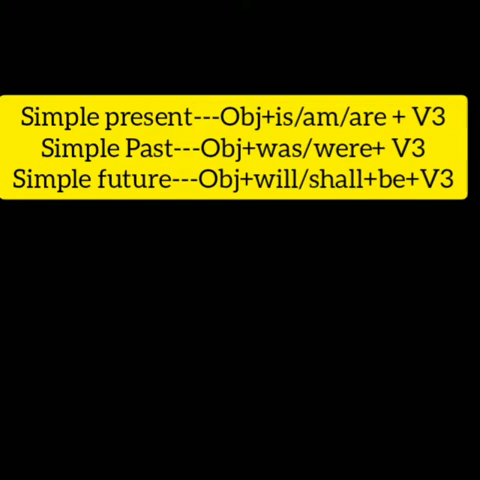 Simple present---Obj+is/am/are + V3
Simple Past---Obj+was/were+ V3
Simple future---Obj+will/shall+be+V3